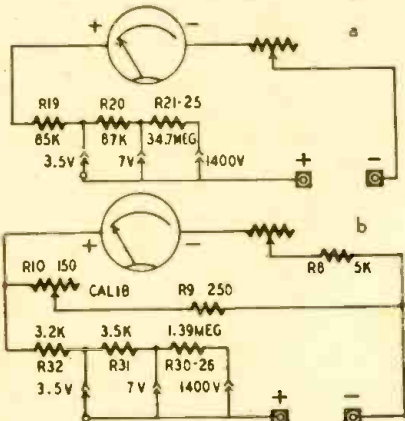 a
+ −
R19 R20 R21-25
85K 87K 34.7MEG
3.5V 7V 1400V
+ −
b
+ −
R10 150
CALIB
R8 5K
R9 250
3.2K 3.5K 1.39MEG
R32 R31 R30-26
3.5V 7V 1400V
+ −